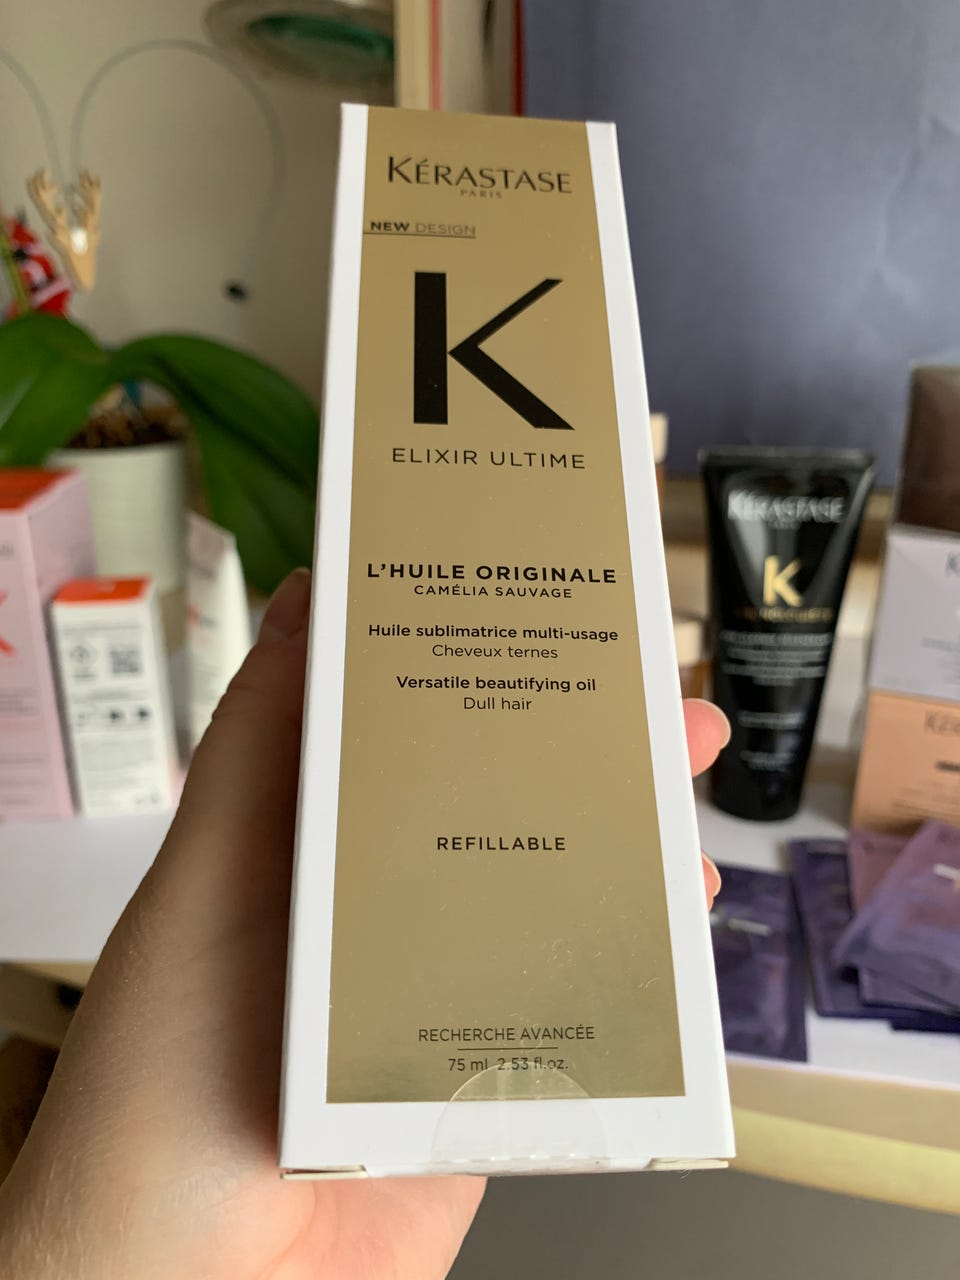 KÉRASTASE
PARIS
NEW DESIGN
K
ELIXIR ULTIME
L'HUILE ORIGINALE
CAMÉLIA SAUVAGE
Huile sublimatrice multi-usage
Cheveux ternes
Versatile beautifying oil
Dull hair
REFILLABLE
RECHERCHE AVANCÉE
75 ml 2.53 fl.oz.
KÉRASTASE
K